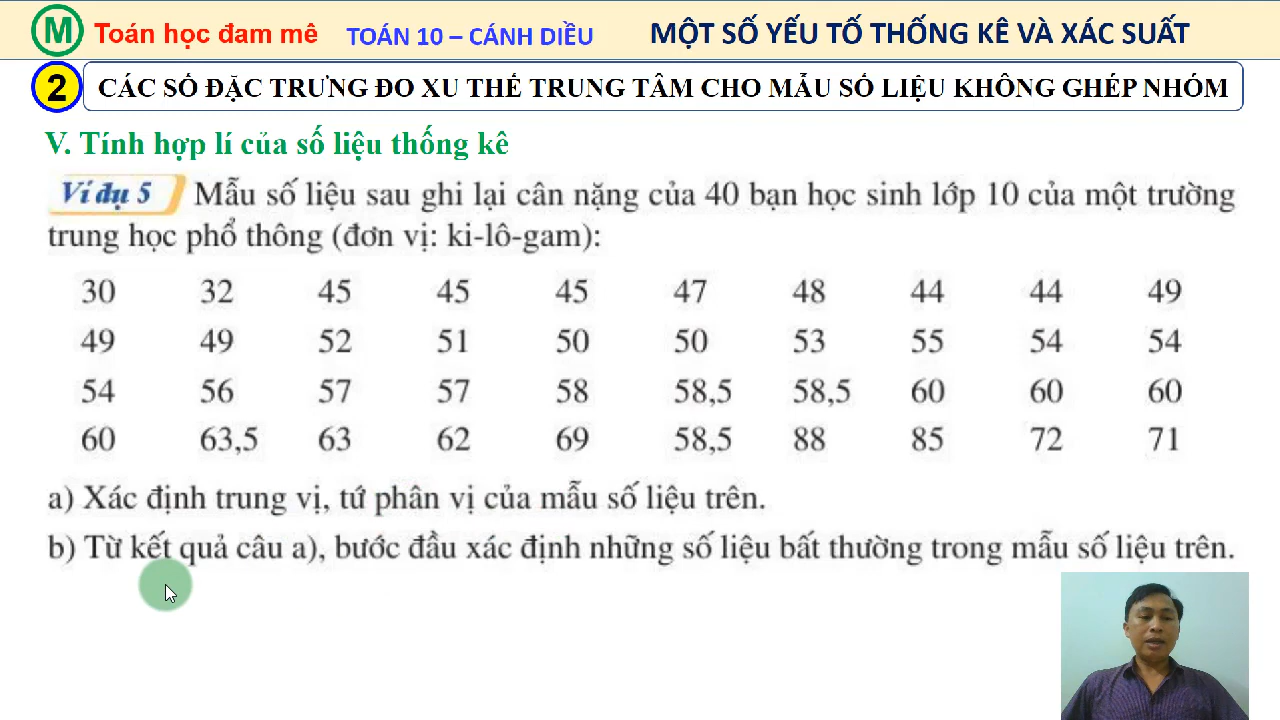 M Toán học đam mê TOÁN 10 – CÁNH DIỀU MỘT SỐ YẾU TỐ THỐNG KÊ VÀ XÁC SUẤT
2 CÁC SỐ ĐẶC TRƯNG ĐO XU THẾ TRUNG TÂM CHO MẪU SỐ LIỆU KHÔNG GHÉP NHÓM
V. Tính hợp lí của số liệu thống kê
Ví dụ 5 Mẫu số liệu sau ghi lại cân nặng của 40 bạn học sinh lớp 10 của một trường
trung học phổ thông (đơn vị: ki-lô-gam):
30 32 45 45 45 47 48 44 44 49
49 49 52 51 50 50 53 55 54 54
54 56 57 57 58 58,5 58,5 60 60 60
60 63,5 63 62 69 58,5 88 85 72 71
a) Xác định trung vị, tứ phân vị của mẫu số liệu trên.
b) Từ kết quả câu a), bước đầu xác định những số liệu bất thường trong mẫu số liệu trên.